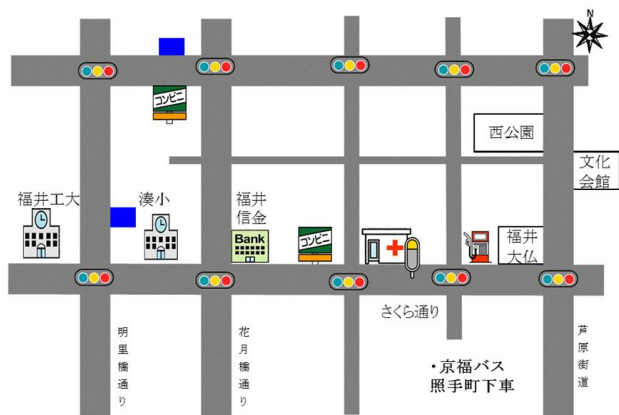 N
コンビニ
西公園
文化
会館
福井工大
湊小
福井
信金
Bank
コンビニ
福井
大仏
さくら通り
明里橋通り
花月橋通り
・京福バス
照手町下車
芦原街道